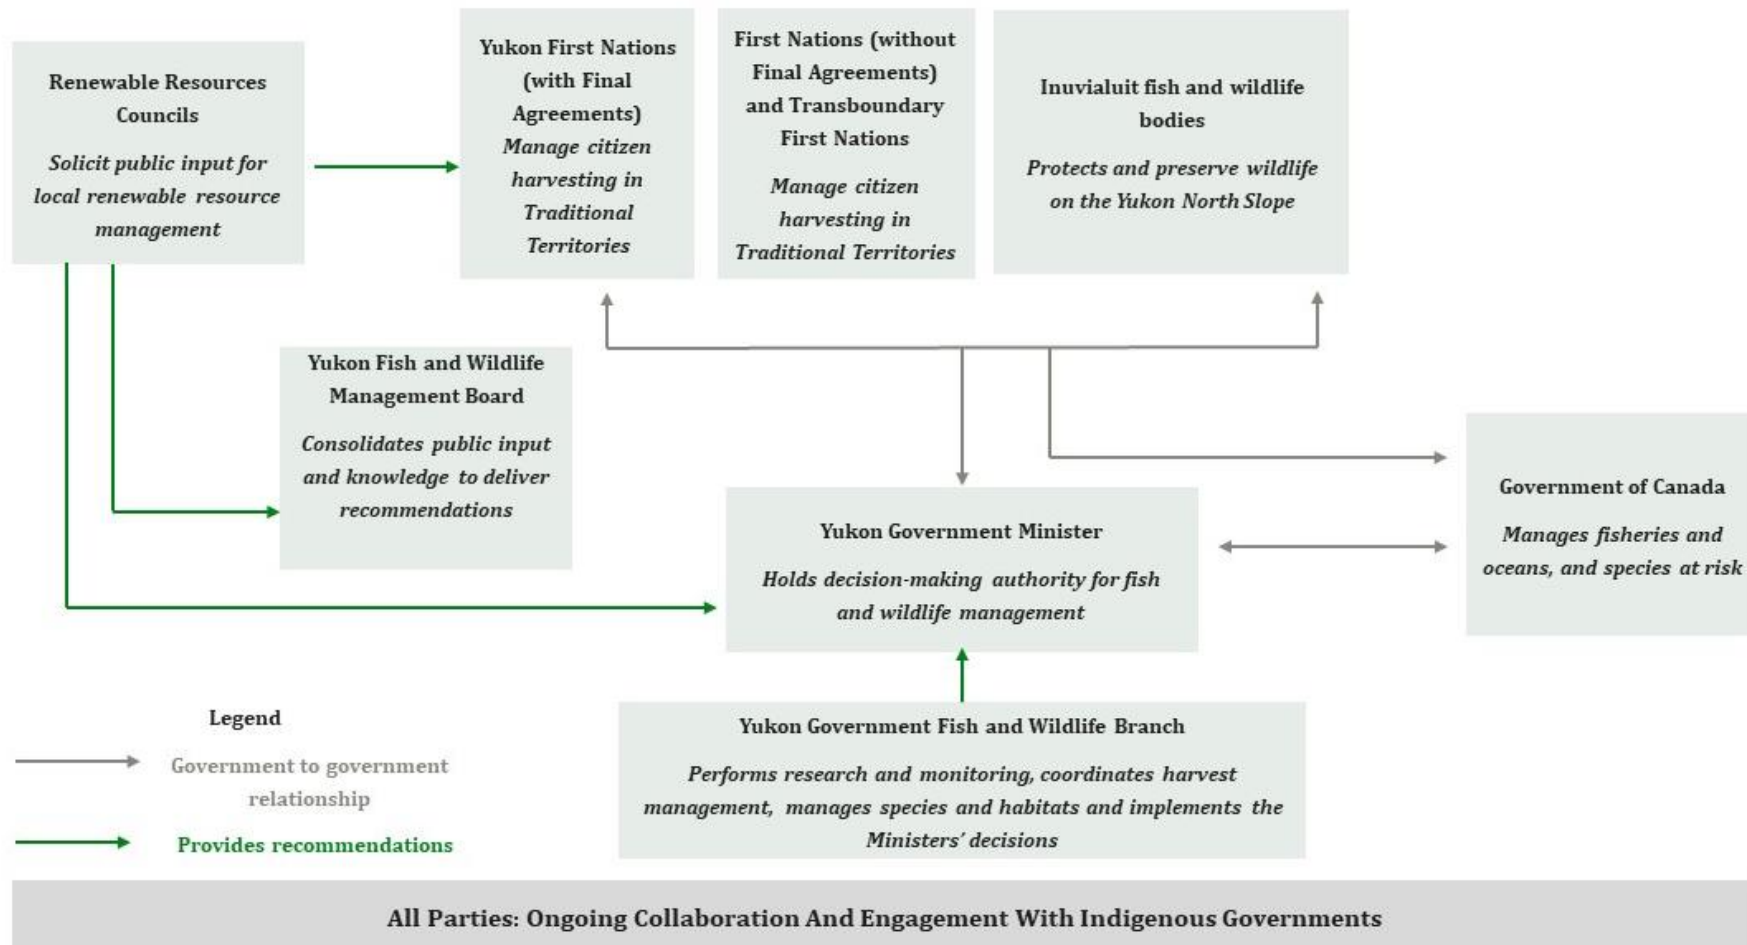 Renewable Resources
Councils
Solicit public input for
local renewable resource
management
Yukon First Nations
(with Final
Agreements)
Manage citizen
harvesting in
Traditional
Territories
First Nations (without
Final Agreements)
and Transboundary
First Nations
Manage citizen
harvesting in
Traditional Territories
Inuvialuit fish and wildlife
bodies
Protects and preserve wildlife
on the Yukon North Slope
Yukon Fish and Wildlife
Management Board
Consolidates public input
and knowledge to deliver
recommendations
Yukon Government Minister
Holds decision-making authority for fish
and wildlife management
Government of Canada
Manages fisheries and
oceans, and species at risk
Yukon Government Fish and Wildlife Branch
Performs research and monitoring, coordinates harvest
management, manages species and habitats and implements the
Ministers’ decisions
Legend
Government to government
relationship
Provides recommendations
All Parties: Ongoing Collaboration And Engagement With Indigenous Governments